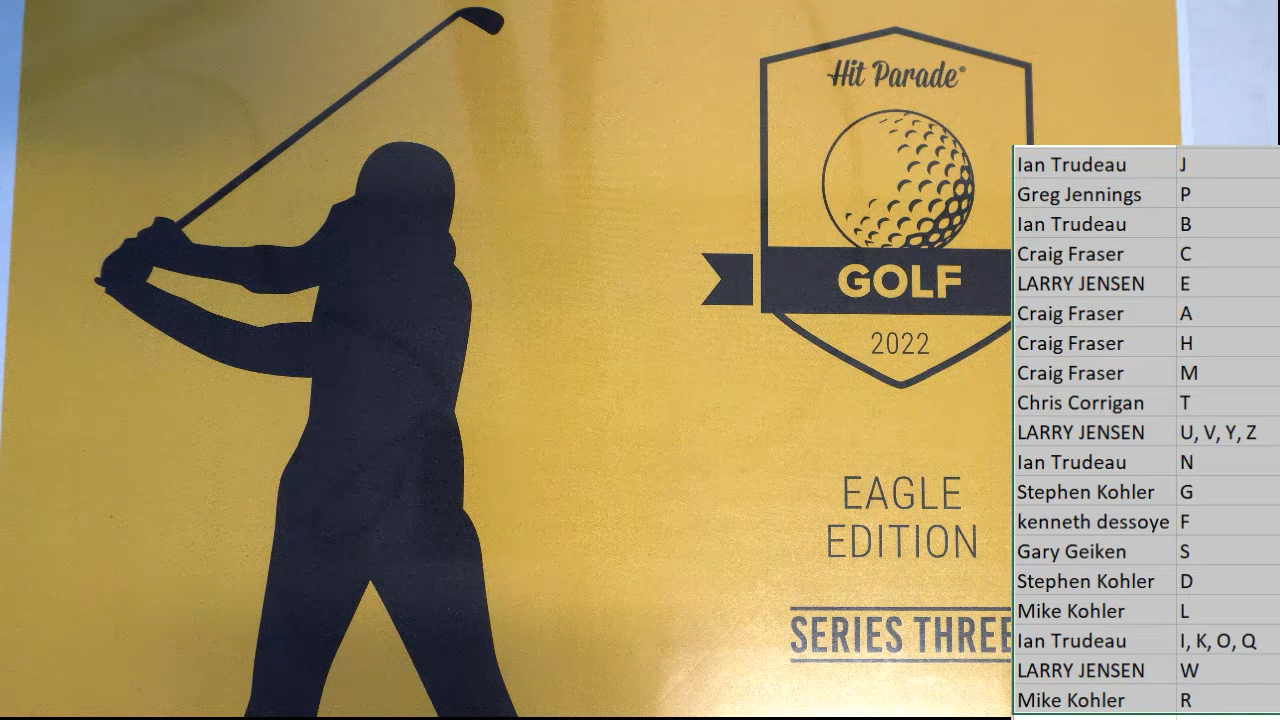 Hit Parade®
GOLF
2022
EAGLE
EDITION
SERIES THREE
Ian Trudeau J
Greg Jennings P
Ian Trudeau B
Craig Fraser C
LARRY JENSEN E
Craig Fraser A
Craig Fraser H
Craig Fraser M
Chris Corrigan T
LARRY JENSEN U, V, Y, Z
Ian Trudeau N
Stephen Kohler G
kenneth dessoye F
Gary Geiken S
Stephen Kohler D
Mike Kohler L
Ian Trudeau I, K, O, Q
LARRY JENSEN W
Mike Kohler R